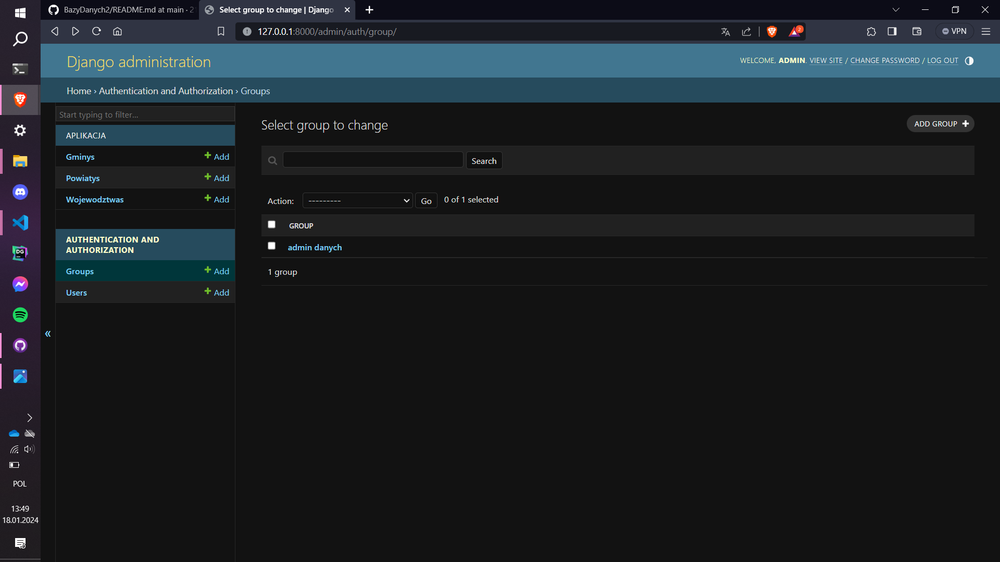 BazyDanych2/README.md at main · 2
Select group to change | Django
127.0.0.1:8000/admin/auth/group/
2
VPN
Django administration
WELCOME, ADMIN. VIEW SITE / CHANGE PASSWORD / LOG OUT
Home › Authentication and Authorization › Groups
Start typing to filter...
APLIKACJA
Gminys Add
Powiatys Add
Wojewodztwas Add
AUTHENTICATION AND
AUTHORIZATION
Groups Add
Users Add
«
Select group to change
ADD GROUP
Search
Action: --------- Go 0 of 1 selected
GROUP
admin danych
1 group
DG
POL
13:49
18.01.2024